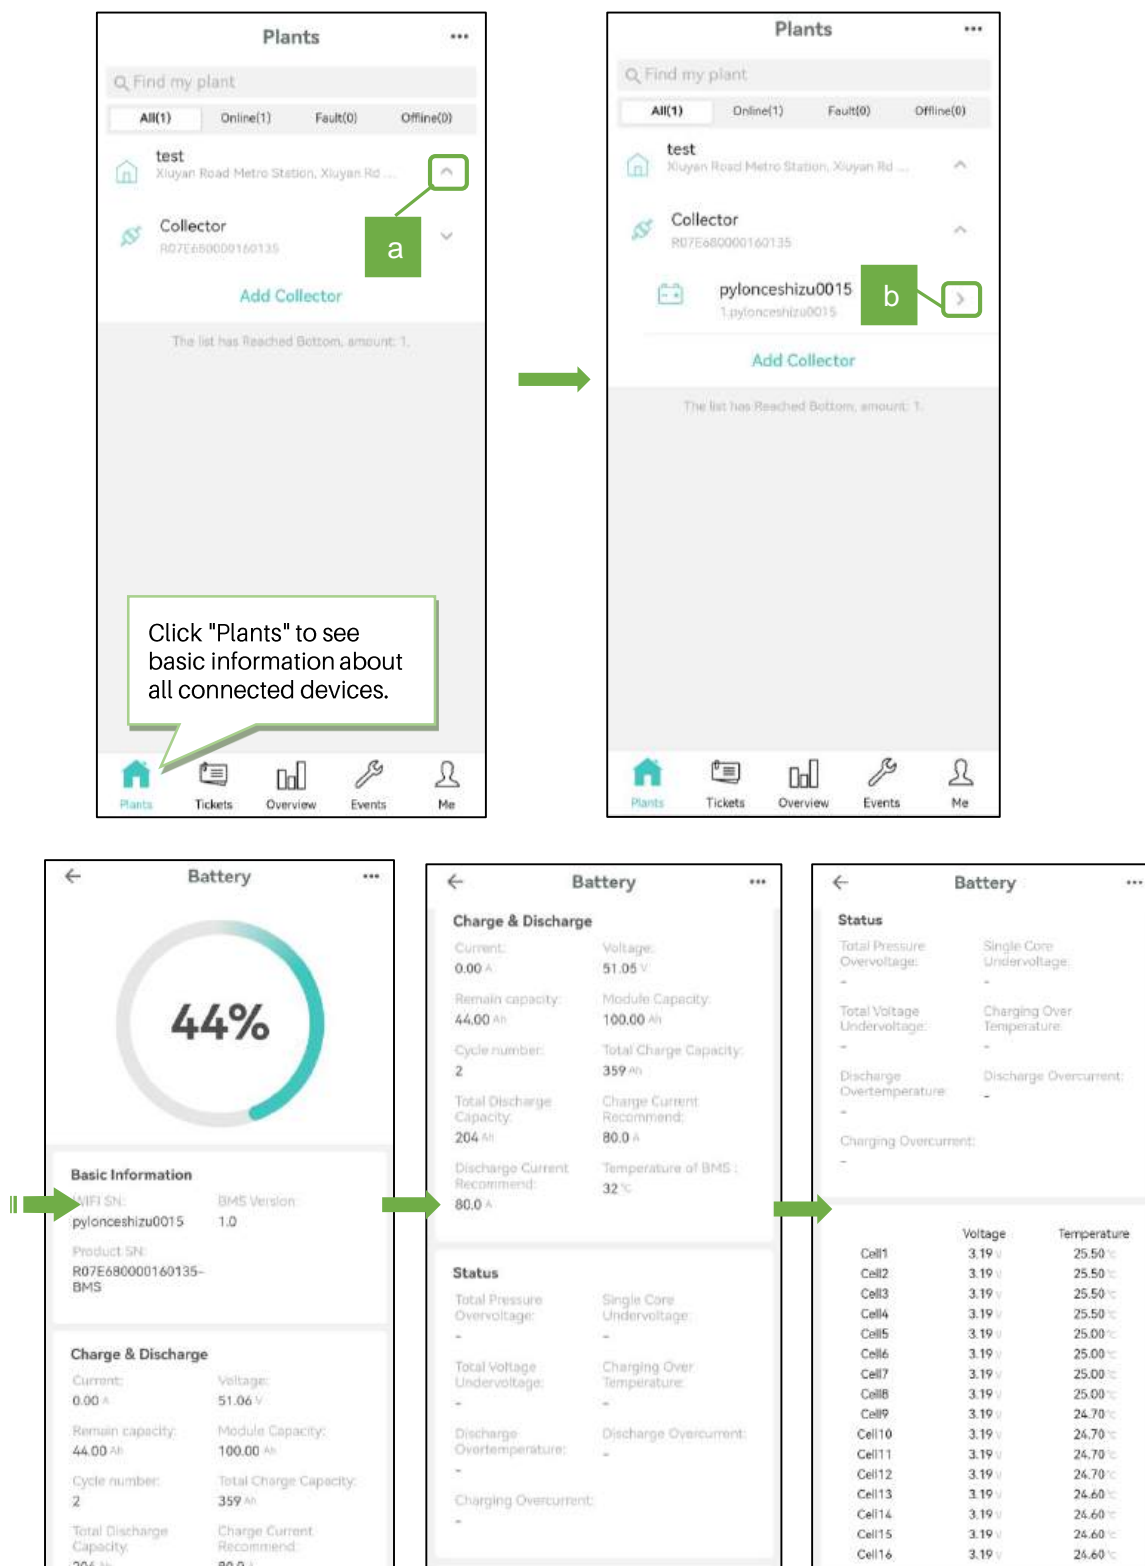 Plants
Find my plant
All(1) Online(1) Fault(0) Offline(0)
test
Xiuyan Road Metro Station, Xiuyan Rd ...
a
Collector
R07E680000160135
Add Collector
The list has Reached Bottom, amount: 1.
Click "Plants" to see
basic information about
all connected devices.
Plants Tickets Overview Events Me
Plants
Find my plant
All(1) Online(1) Fault(0) Offline(0)
test
Xiuyan Road Metro Station, Xiuyan Rd ...
Collector
R07E680000160135
pylonceshizu0015
b
1.pylonceshizu0015
Add Collector
The list has Reached Bottom, amount: 1.
Plants Tickets Overview Events Me
Battery
44%
Basic Information
WIFI SN: BMS Version:
pylonceshizu0015 1.0
Product SN:
R07E680000160135-
BMS
Charge & Discharge
Current: Voltage:
0.00 A 51.06 V
Remain capacity: Module Capacity:
44.00 Ah 100.00 Ah
Cycle number: Total Charge Capacity:
2 359 Ah
Total Discharge Charge Current
Capacity: Recommend:
204 Ah 80.0 A
Battery
Charge & Discharge
Current: Voltage:
0.00 A 51.05 V
Remain capacity: Module Capacity:
44.00 Ah 100.00 Ah
Cycle number: Total Charge Capacity:
2 359 Ah
Total Discharge Charge Current
Capacity: Recommend:
204 Ah 80.0 A
Discharge Current Temperature of BMS :
Recommend: 32 ℃
80.0 A
Status
Total Pressure Single Core
Overvoltage: Undervoltage:
- -
Total Voltage Charging Over
Undervoltage: Temperature:
- -
Discharge Discharge Overcurrent:
Overtemperature: -
-
Charging Overcurrent:
-
Battery
Status
Total Pressure Single Core
Overvoltage: Undervoltage:
- -
Total Voltage Charging Over
Undervoltage: Temperature:
- -
Discharge Discharge Overcurrent:
Overtemperature: -
-
Charging Overcurrent:
-
Voltage Temperature
Cell1 3.19 V 25.50 ℃
Cell2 3.19 V 25.50 ℃
Cell3 3.19 V 25.50 ℃
Cell4 3.19 V 25.50 ℃
Cell5 3.19 V 25.00 ℃
Cell6 3.19 V 25.00 ℃
Cell7 3.19 V 25.00 ℃
Cell8 3.19 V 25.00 ℃
Cell9 3.19 V 24.70 ℃
Cell10 3.19 V 24.70 ℃
Cell11 3.19 V 24.70 ℃
Cell12 3.19 V 24.70 ℃
Cell13 3.19 V 24.60 ℃
Cell14 3.19 V 24.60 ℃
Cell15 3.19 V 24.60 ℃
Cell16 3.19 V 24.60 ℃